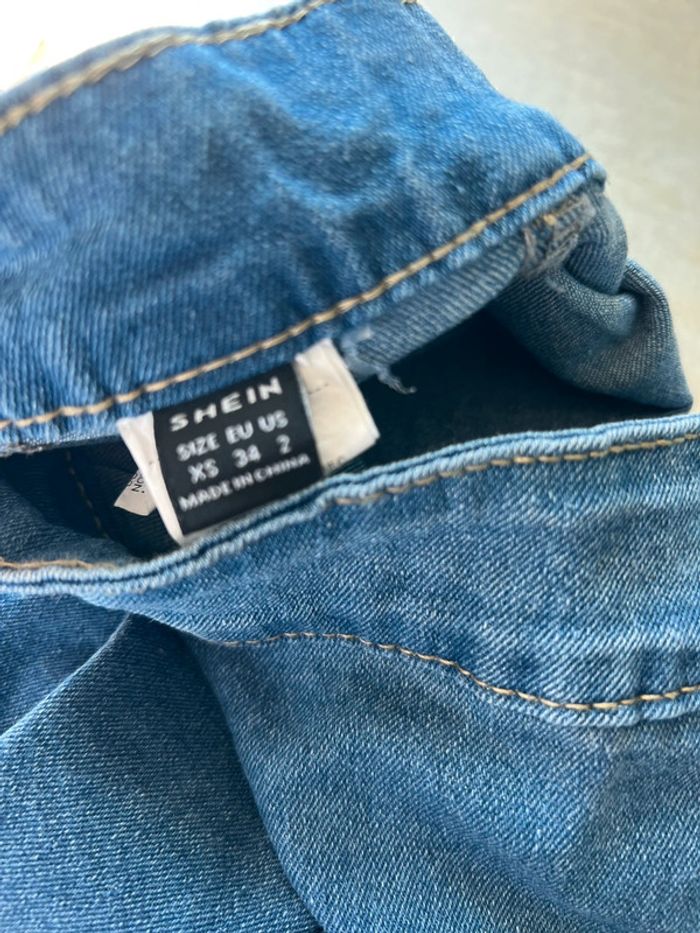 SHEIN
SIZE EU US
XS 34 2
MADE IN CHINA